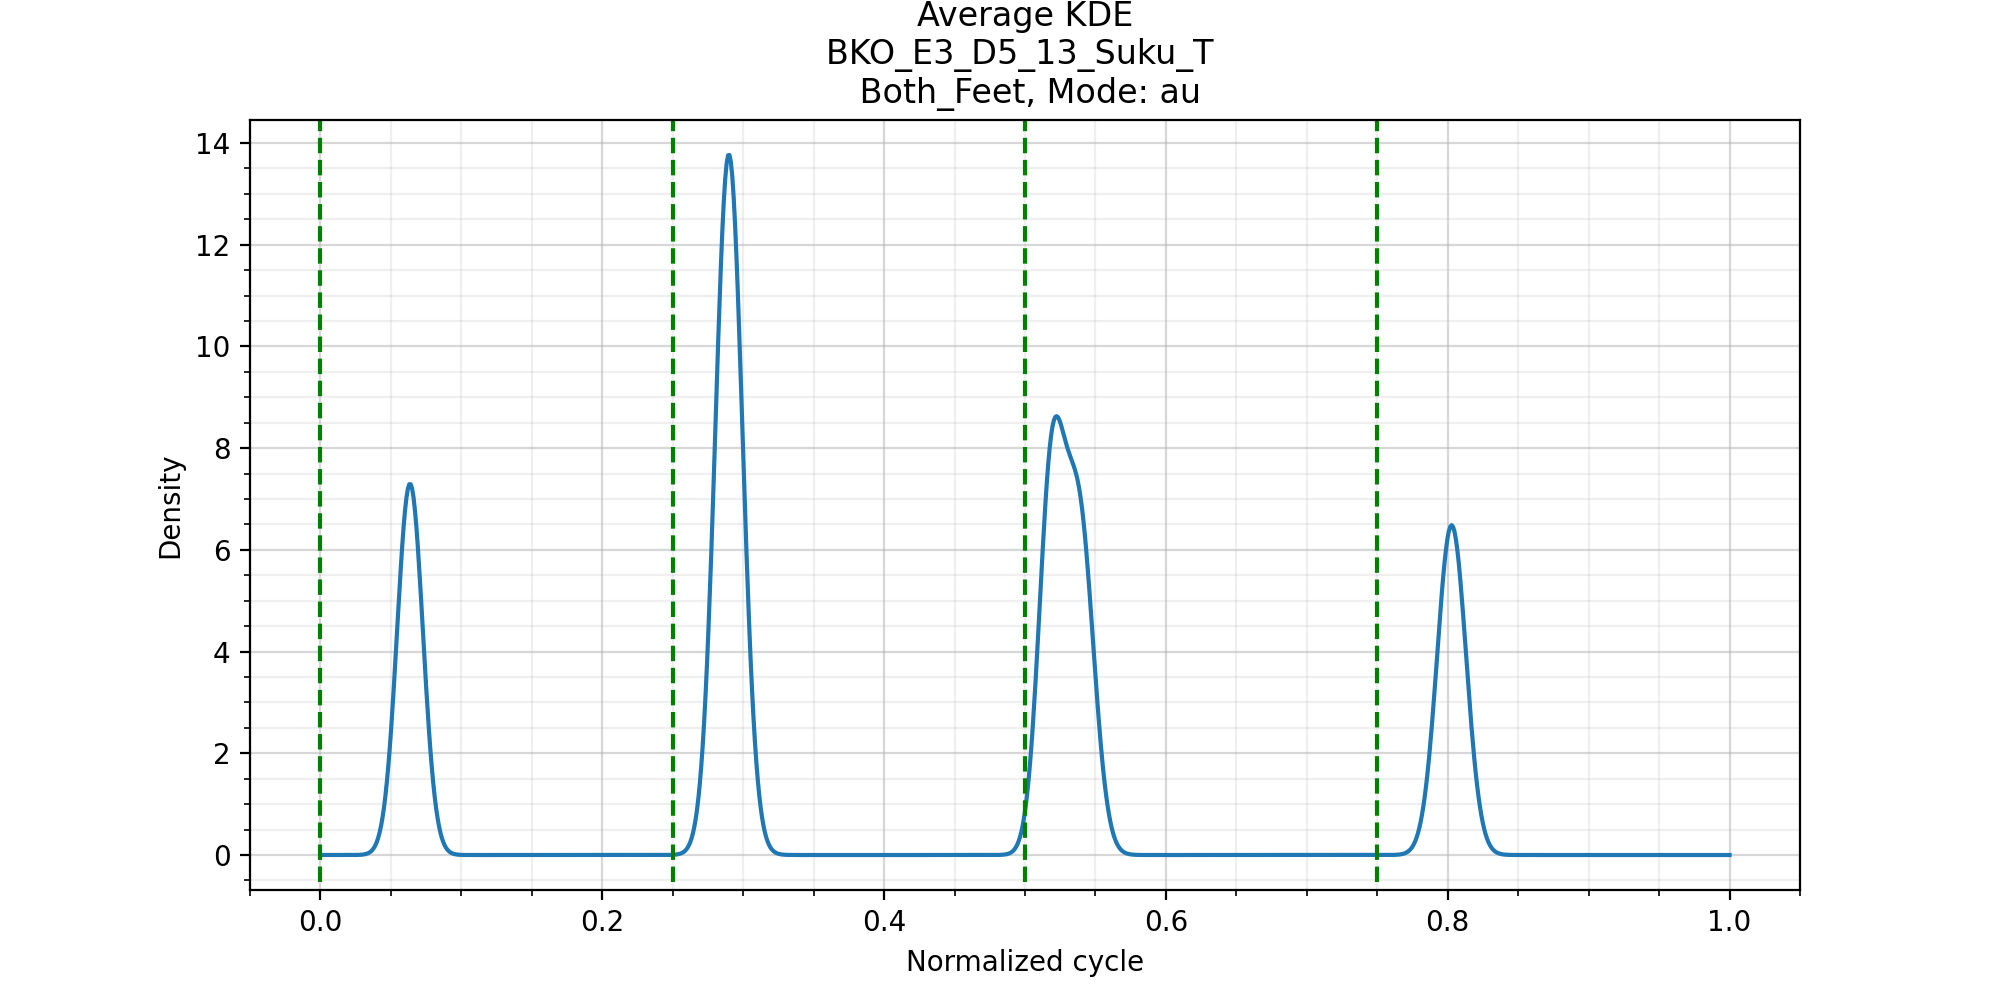 Average KDE
BKO_E3_D5_13_Suku_T
Both_Feet, Mode: au
14
12
10
8
6
4
2
0
Density
0.0 0.2 0.4 0.6 0.8 1.0
Normalized cycle